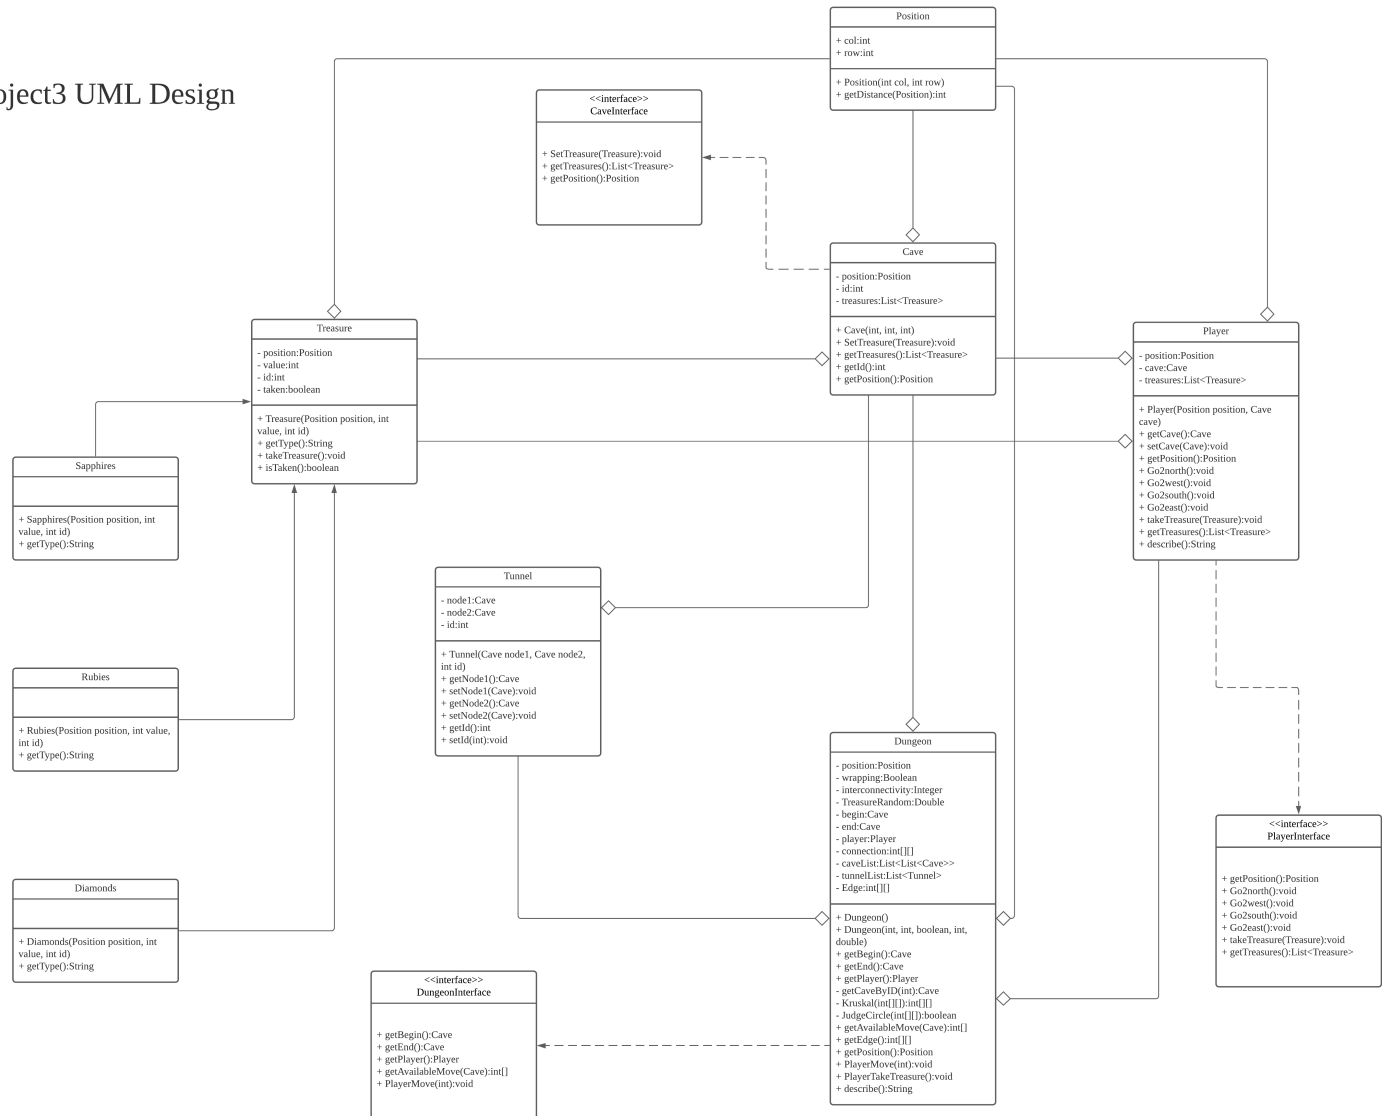 oject3 UML Design
Position
+ col:int
+ row:int
+ Position(int col, int row)
+ getDistance(Position):int
<<interface>>
CaveInterface
+ SetTreasure(Treasure):void
+ getTreasures():List<Treasure>
+ getPosition():Position
Cave
- position:Position
- id:int
- treasures:List<Treasure>
+ Cave(int, int, int)
+ SetTreasure(Treasure):void
+ getTreasures():List<Treasure>
+ getId():int
+ getPosition():Position
Treasure
- position:Position
- value:int
- id:int
- taken:boolean
+ Treasure(Position position, int
value, int id)
+ getType():String
+ takeTreasure():void
+ isTaken():boolean
Player
- position:Position
- cave:Cave
- treasures:List<Treasure>
+ Player(Position position, Cave
cave)
+ getCave():Cave
+ setCave(Cave):void
+ getPosition():Position
+ Go2north():void
+ Go2west():void
+ Go2south():void
+ Go2east():void
+ takeTreasure(Treasure):void
+ getTreasures():List<Treasure>
+ describe():String
Sapphires
+ Sapphires(Position position, int
value, int id)
+ getType():String
Tunnel
- node1:Cave
- node2:Cave
- id:int
+ Tunnel(Cave node1, Cave node2,
int id)
+ getNode1():Cave
+ setNode1(Cave):void
+ getNode2():Cave
+ setNode2(Cave):void
+ getId():int
+ setId(int):void
Rubies
+ Rubies(Position position, int value,
int id)
+ getType():String
Dungeon
- position:Position
- wrapping:Boolean
- interconnectivity:Integer
- TreasureRandom:Double
- begin:Cave
- end:Cave
- player:Player
- connection:int[][]
- caveList:List<List<Cave>>
- tunnelList:List<Tunnel>
- Edge:int[][]
+ Dungeon()
+ Dungeon(int, int, boolean, int,
double)
+ getBegin():Cave
+ getEnd():Cave
+ getPlayer():Player
- getCaveByID(int):Cave
- Kruskal(int[][]):int[][]
- JudgeCircle(int[][]):boolean
+ getAvailableMove(Cave):int[]
+ getEdge():int[][]
+ getPosition():Position
+ PlayerMove(int):void
+ PlayerTakeTreasure():void
+ describe():String
<<interface>>
PlayerInterface
+ getPosition():Position
+ Go2north():void
+ Go2west():void
+ Go2south():void
+ Go2east():void
+ takeTreasure(Treasure):void
+ getTreasures():List<Treasure>
Diamonds
+ Diamonds(Position position, int
value, int id)
+ getType():String
<<interface>>
DungeonInterface
+ getBegin():Cave
+ getEnd():Cave
+ getPlayer():Player
+ getAvailableMove(Cave):int[]
+ PlayerMove(int):void